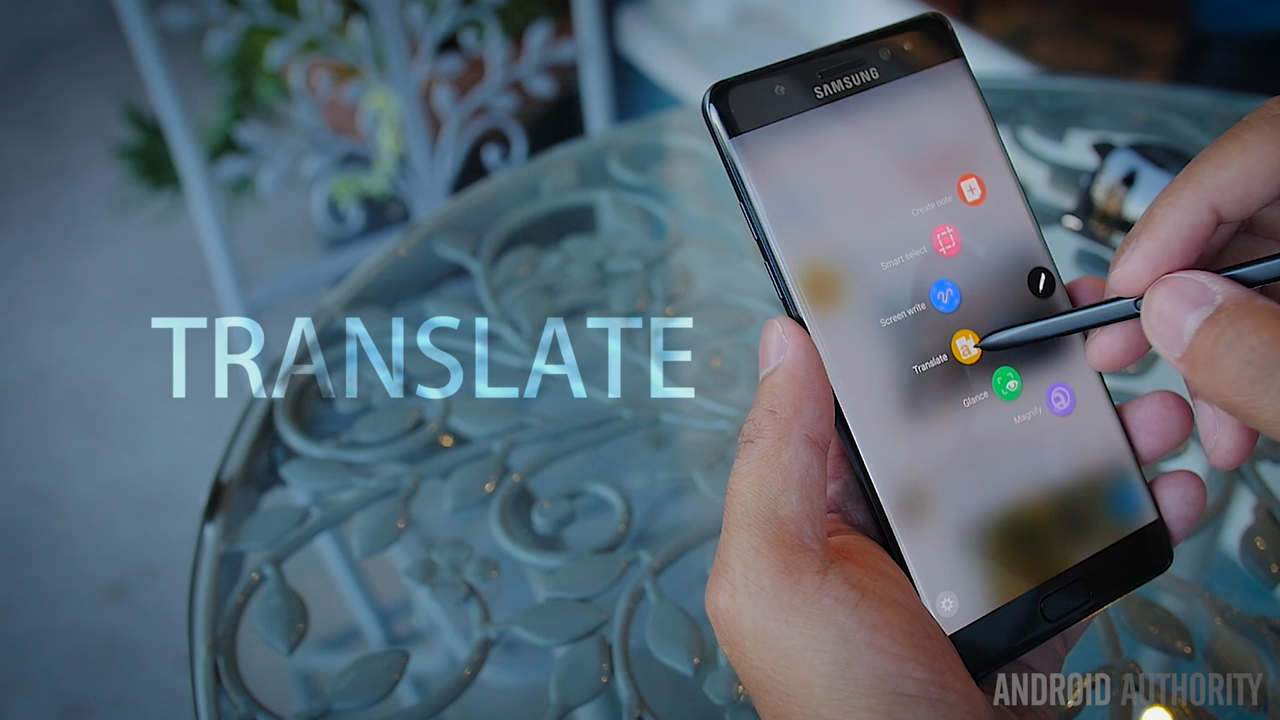 TRANSLATE
SAMSUNG
Create note
Smart select
Screen write
Translate
Glance
Magnify
ANDROID AUTHORITY